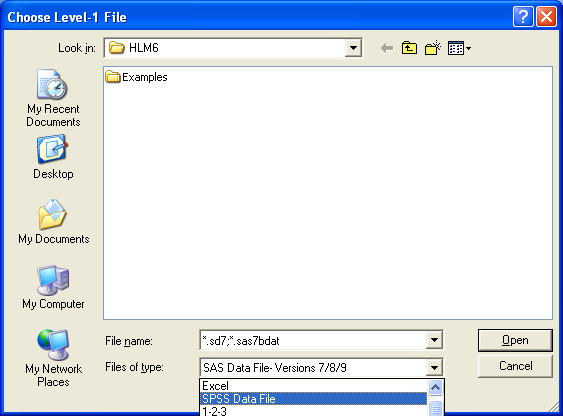 Choose Level-1 File
Look in: HLM6
Examples
My Recent
Documents
Desktop
My Documents
My Computer
My Network
Places
File name: *.sd7;*.sas7bdat Open
Files of type: SAS Data File- Versions 7/8/9 Cancel
Excel
SPSS Data File
1-2-3